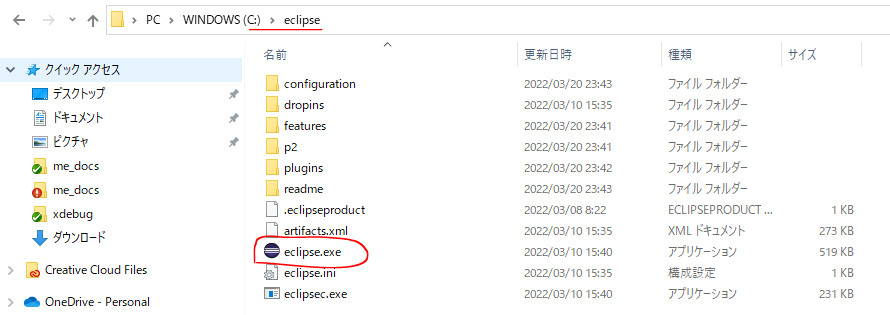 PC > WINDOWS (C:) > eclipse
名前 更新日時 種類 サイズ
クイック アクセス
デスクトップ
ドキュメント
ピクチャ
me_docs
me_docs
xdebug
ダウンロード
Creative Cloud Files
OneDrive - Personal
configuration 2022/03/20 23:43 ファイル フォルダー
dropins 2022/03/10 15:35 ファイル フォルダー
features 2022/03/20 23:41 ファイル フォルダー
p2 2022/03/20 23:41 ファイル フォルダー
plugins 2022/03/20 23:42 ファイル フォルダー
readme 2022/03/20 23:43 ファイル フォルダー
.eclipseproduct 2022/03/08 8:22 ECLIPSEPRODUCT ... 1 KB
artifacts.xml 2022/03/10 15:35 XML ドキュメント 273 KB
eclipse.exe 2022/03/10 15:40 アプリケーション 519 KB
eclipse.ini 2022/03/10 15:35 構成設定 1 KB
eclipsec.exe 2022/03/10 15:40 アプリケーション 231 KB